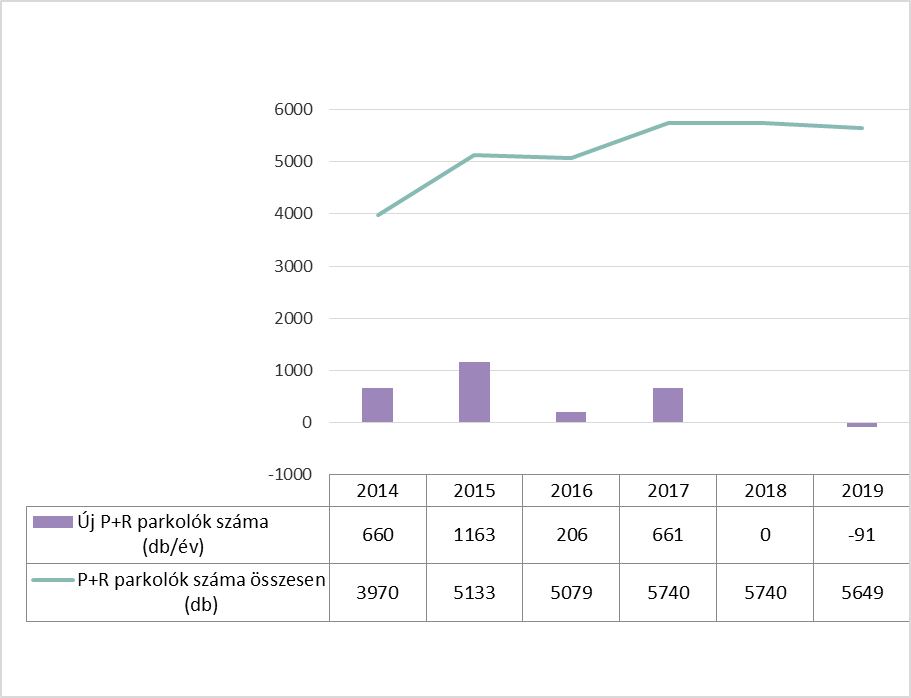 6000
5000
4000
3000
2000
1000
0
-1000
2014 2015 2016 2017 2018 2019
Új P+R parkolók száma
(db/év) 660 1163 206 661 0 -91
P+R parkolók száma összesen
(db) 3970 5133 5079 5740 5740 5649